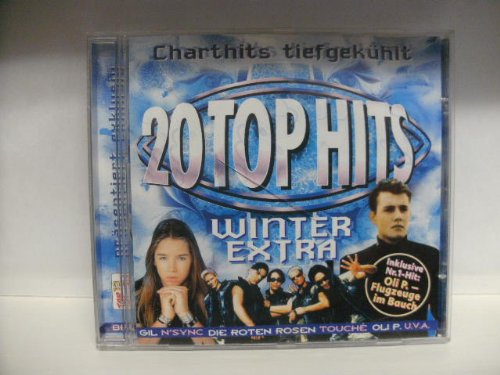 Charthits tiefgekühlt
20 TOP HITS
WINTER
EXTRA
Inklusive
Nr.1-Hit:
Oli P. –
Flugzeuge
im Bauch
GIL N'SYNC DIE ROTEN ROSEN TOUCHÉ OLI P. U.V.A.
präsentiert